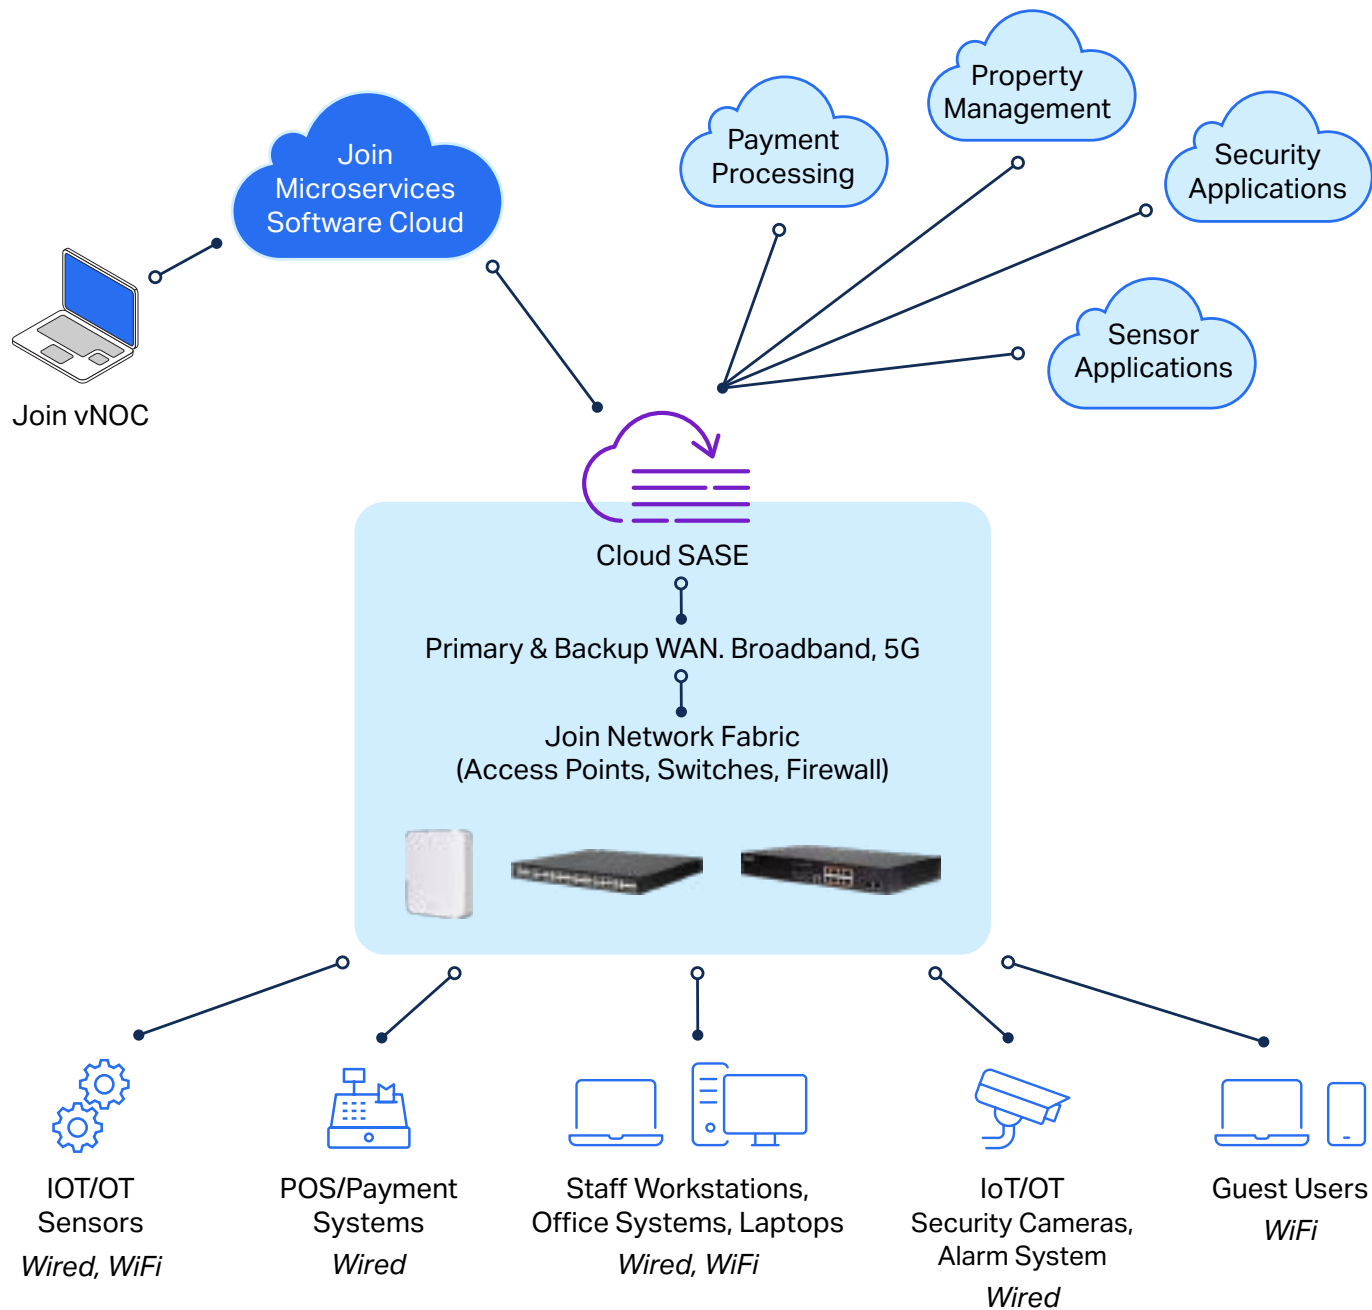 Property
Management
Payment
Processing
Security
Applications
Join
Microservices
Software Cloud
Sensor
Applications
Join vNOC
Cloud SASE
Primary & Backup WAN. Broadband, 5G
Join Network Fabric
(Access Points, Switches, Firewall)
IOT/OT
Sensors
Wired, WiFi
POS/Payment
Systems
Wired
Staff Workstations,
Office Systems, Laptops
Wired, WiFi
IoT/OT
Security Cameras,
Alarm System
Wired
Guest Users
WiFi